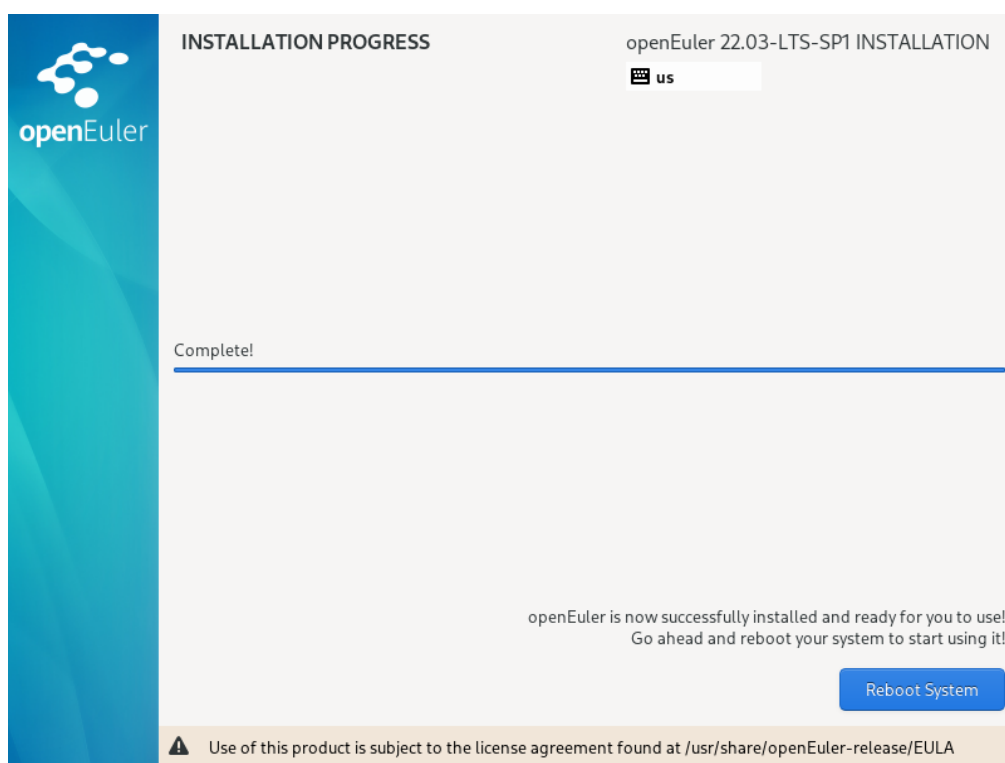 openEuler
INSTALLATION PROGRESS
openEuler 22.03-LTS-SP1 INSTALLATION
us
Complete!
openEuler is now successfully installed and ready for you to use!
Go ahead and reboot your system to start using it!
Reboot System
Use of this product is subject to the license agreement found at /usr/share/openEuler-release/EULA